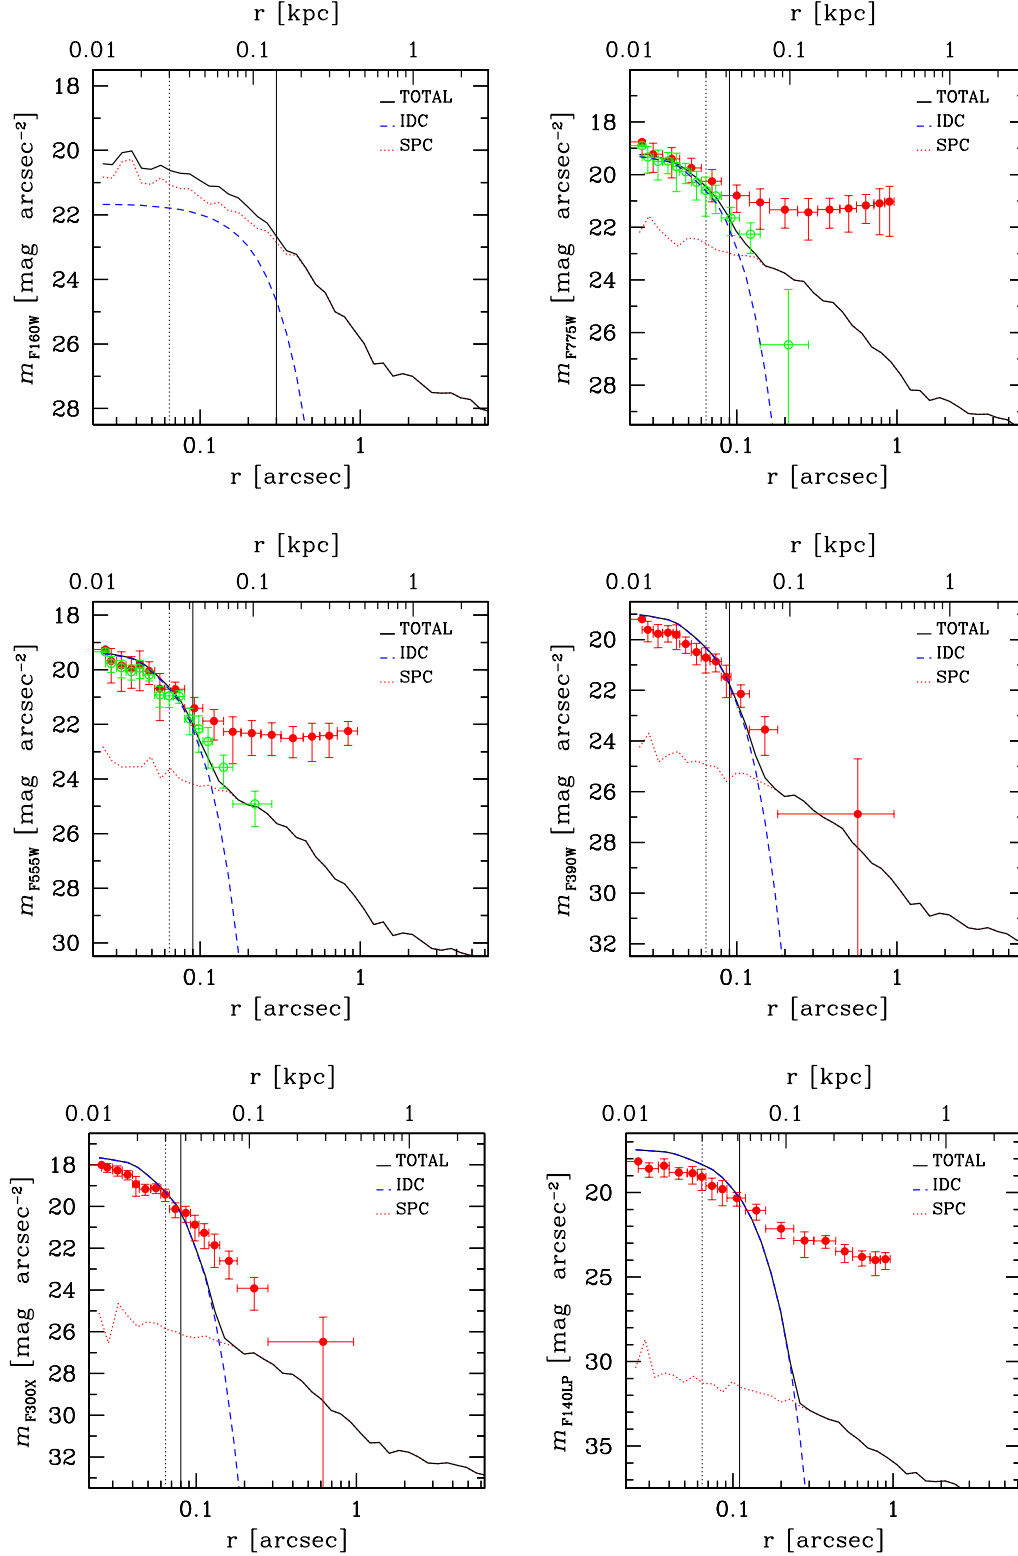 r [kpc]
0.01 0.1 1
18
20
22
24
26
28
m F160W [mag arcsec−2]
TOTAL
IDC
SPC
0.1 1
r [arcsec]
r [kpc]
0.01 0.1 1
18
20
22
24
26
28
m F775W [mag arcsec−2]
TOTAL
IDC
SPC
0.1 1
r [arcsec]
r [kpc]
0.01 0.1 1
18
20
22
24
26
28
30
m F555W [mag arcsec−2]
TOTAL
IDC
SPC
0.1 1
r [arcsec]
r [kpc]
0.01 0.1 1
20
22
24
26
28
30
32
m F390W [mag arcsec−2]
TOTAL
IDC
SPC
0.1 1
r [arcsec]
r [kpc]
0.01 0.1 1
18
20
22
24
26
28
30
32
m F300X [mag arcsec−2]
TOTAL
IDC
SPC
0.1 1
r [arcsec]
r [kpc]
0.01 0.1 1
20
25
30
35
m F140LP [mag arcsec−2]
TOTAL
IDC
SPC
0.1 1
r [arcsec]